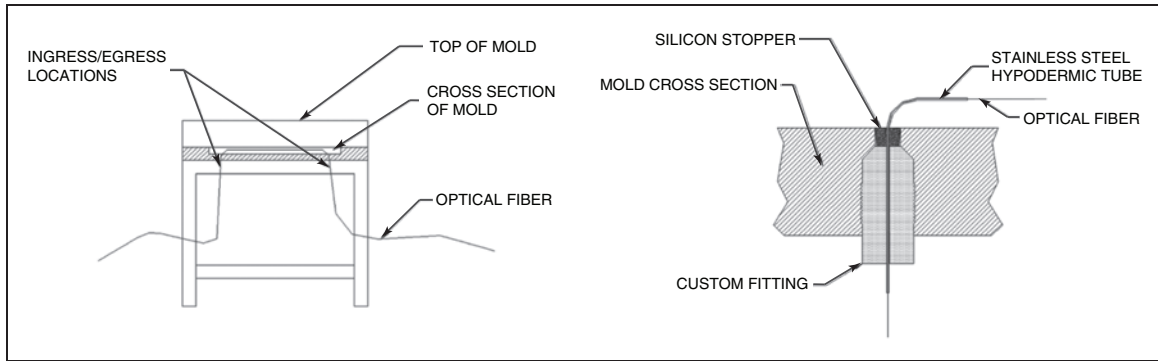 INGRESS/EGRESS
LOCATIONS
TOP OF MOLD
CROSS SECTION
OF MOLD
OPTICAL FIBER
SILICON STOPPER
MOLD CROSS SECTION
STAINLESS STEEL
HYPODERMIC TUBE
OPTICAL FIBER
CUSTOM FITTING